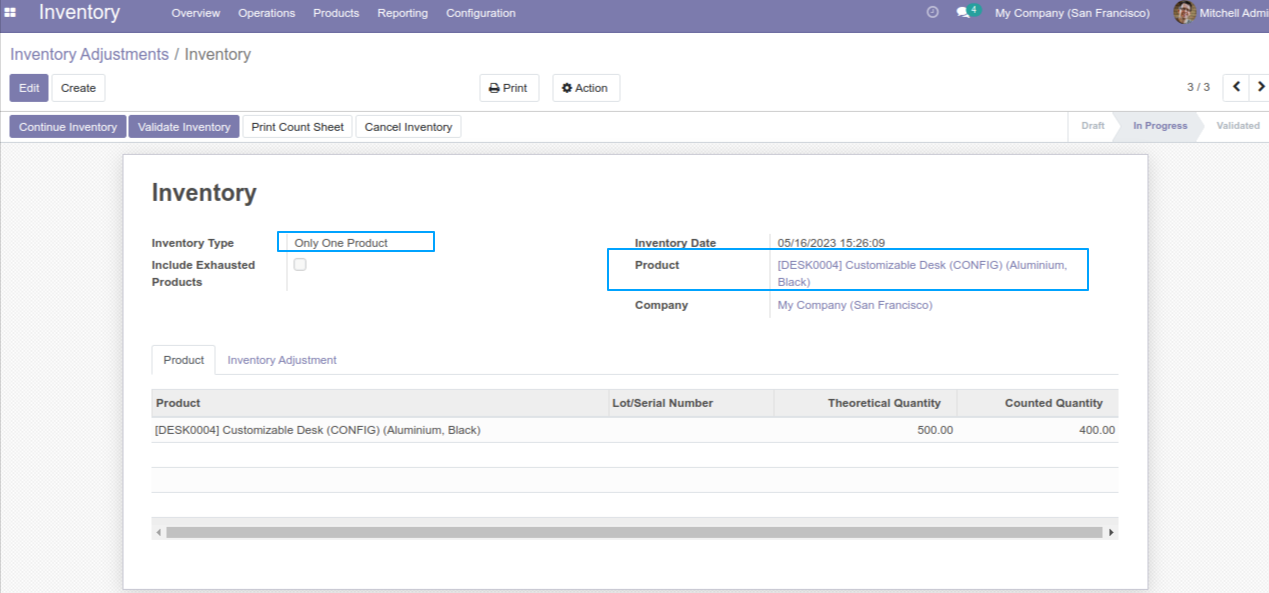 Inventory Overview Operations Products Reporting Configuration 4 My Company (San Francisco) Mitchell Admi
Inventory Adjustments / Inventory
Edit Create Print Action 3 / 3
Continue Inventory Validate Inventory Print Count Sheet Cancel Inventory Draft In Progress Validated
Inventory
Inventory Type Only One Product Inventory Date 05/16/2023 15:26:09
Include Exhausted Product [DESK0004] Customizable Desk (CONFIG) (Aluminium,
Products Black)
Company My Company (San Francisco)
Product Inventory Adjustment
Product Lot/Serial Number Theoretical Quantity Counted Quantity
[DESK0004] Customizable Desk (CONFIG) (Aluminium, Black) 500.00 400.00